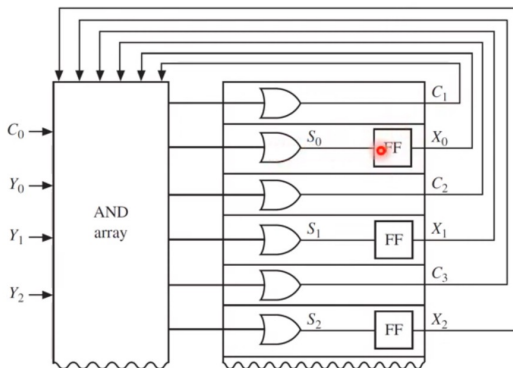 C₁
S₀ FF X₀
C₀
C₂
Y₀
AND
array
Y₁
S₁ FF X₁
C₃
Y₂
S₂ FF X₂